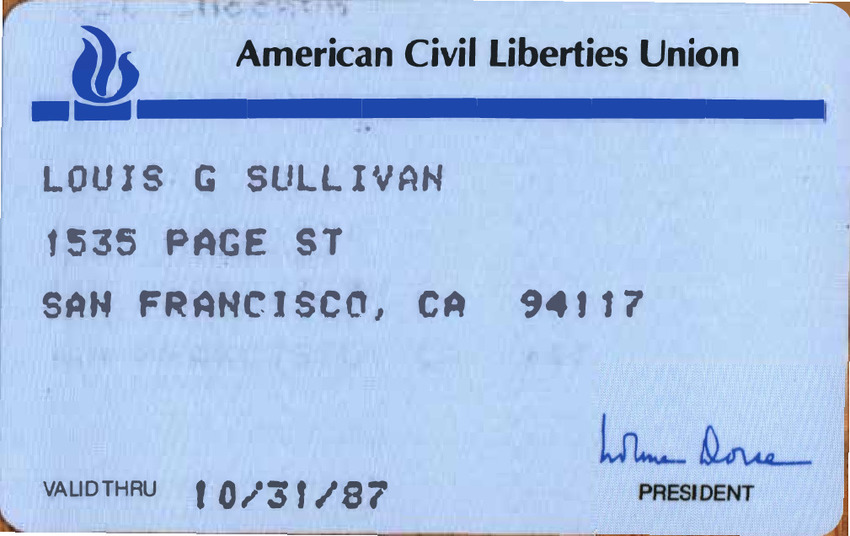 American Civil Liberties Union
LOUIS G SULLIVAN
1535 PAGE ST
SAN FRANCISCO, CA 94117
VALID THRU 10/31/87
PRESIDENT